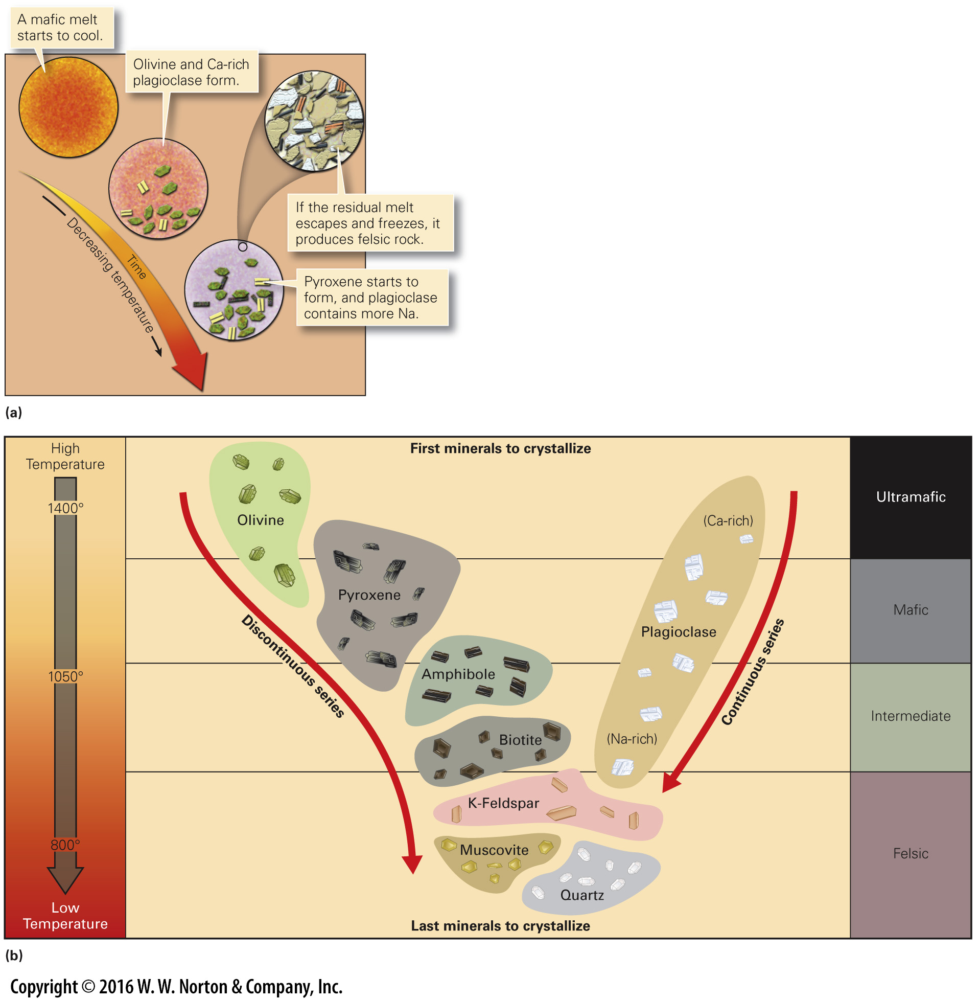 A mafic melt
starts to cool.
Olivine and Ca-rich
plagioclase form.
If the residual melt
escapes and freezes, it
produces felsic rock.
Pyroxene starts to
form, and plagioclase
contains more Na.
Time
Decreasing temperature
(a)
High
Temperature
1400°
1050°
800°
Low
Temperature
First minerals to crystallize
Olivine
Pyroxene
Amphibole
Biotite
K-Feldspar
Muscovite
Quartz
(Ca-rich)
Plagioclase
(Na-rich)
Discontinuous series
Continuous series
Last minerals to crystallize
Ultramafic
Mafic
Intermediate
Felsic
(b)
Copyright © 2016 W. W. Norton & Company, Inc.